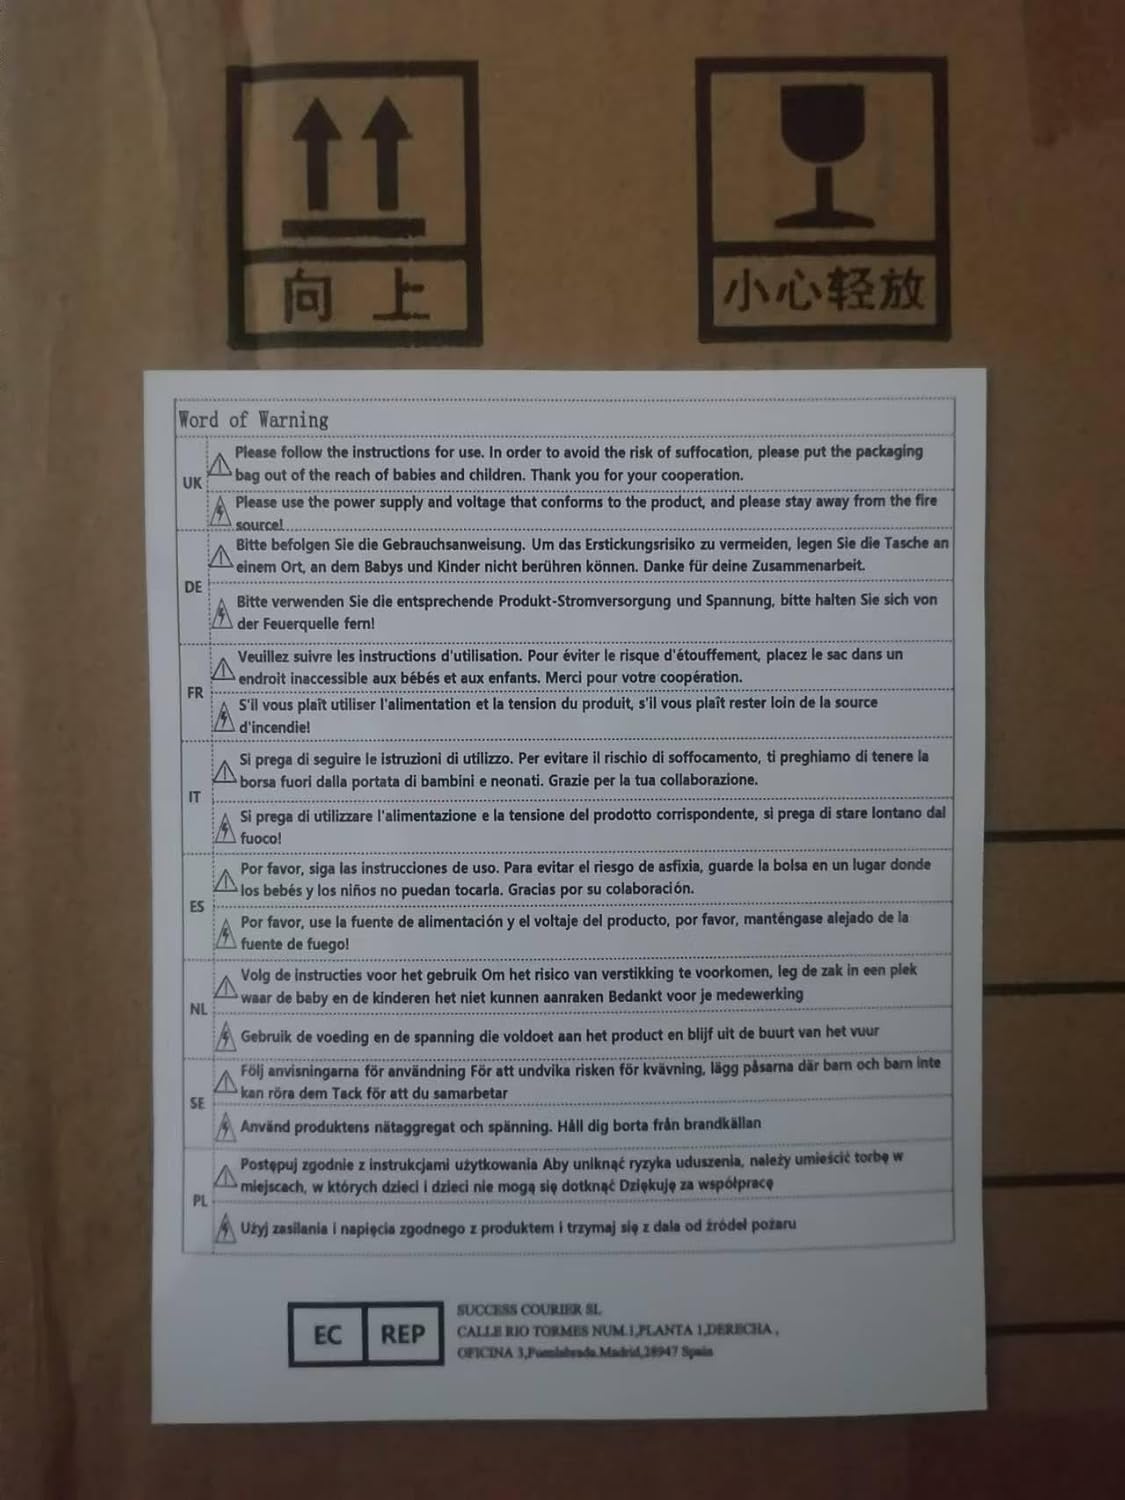 向上
小心轻放
Word of Warning
UK
Please follow the instructions for use. In order to avoid the risk of suffocation, please put the packaging
bag out of the reach of babies and children. Thank you for your cooperation.
Please use the power supply and voltage that conforms to the product, and please stay away from the fire
source!
DE
Bitte befolgen Sie die Gebrauchsanweisung. Um das Erstickungsrisiko zu vermeiden, legen Sie die Tasche an
einem Ort, an dem Babys und Kinder nicht berühren können. Danke für deine Zusammenarbeit.
Bitte verwenden Sie die entsprechende Produkt-Stromversorgung und Spannung, bitte halten Sie sich von
der Feuerquelle fern!
FR
Veuillez suivre les instructions d'utilisation. Pour éviter le risque d'étouffement, placez le sac dans un
endroit inaccessible aux bébés et aux enfants. Merci pour votre coopération.
S'il vous plaît utiliser l'alimentation et la tension du produit, s'il vous plaît rester loin de la source
d'incendie!
IT
Si prega di seguire le istruzioni di utilizzo. Per evitare il rischio di soffocamento, ti preghiamo di tenere la
borsa fuori dalla portata di bambini e neonati. Grazie per la tua collaborazione.
Si prega di utilizzare l'alimentazione e la tensione del prodotto corrispondente, si prega di stare lontano dal
fuoco!
ES
Por favor, siga las instrucciones de uso. Para evitar el riesgo de asfixia, guarde la bolsa en un lugar donde
los bebés y los niños no puedan tocarla. Gracias por su colaboración.
Por favor, use la fuente de alimentación y el voltaje del producto, por favor, manténgase alejado de la
fuente de fuego!
NL
Volg de instructies voor het gebruik Om het risico van verstikking te voorkomen, leg de zak in een plek
waar de baby en de kinderen het niet kunnen aanraken Bedankt voor je medewerking
Gebruik de voeding en de spanning die voldoet aan het product en blijf uit de buurt van het vuur
SE
Följ anvisningarna för användning För att undvika risken för kvävning, lägg påsarna där barn och barn inte
kan röra dem Tack för att du samarbetar
Använd produktens nätaggregat och spänning. Håll dig borta från brandkällan
PL
Postępuj zgodnie z instrukcjami użytkowania Aby uniknąć ryzyka uduszenia, należy umieścić torbę w
miejscach, w których dzieci i dzieci nie mogą się dotknąć Dziękuję za współpracę
Użyj zasilania i napięcia zgodnego z produktem i trzymaj się z dala od źródeł pożaru
EC REP
SUCCESS COURIER SL
CALLE RIO TORMES NUM.1,PLANTA 1,DERECHA,
OFICINA 3,Fuenlabrada.Madrid,28947 Spain